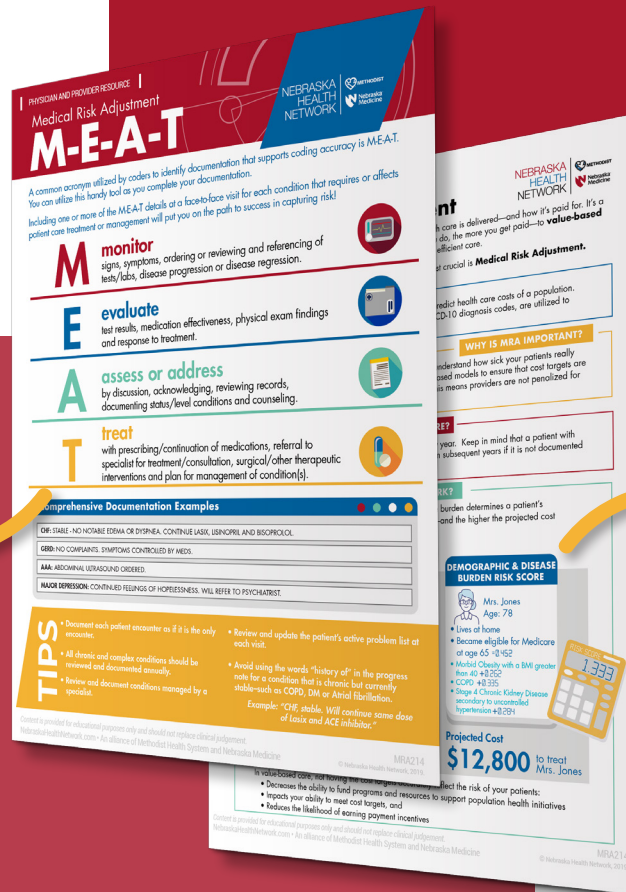 PHYSICIAN AND PROVIDER RESOURCE
Medical Risk Adjustment
M-E-A-T
NEBRASKA
HEALTH
NETWORK
METHODIST
Nebraska
Medicine
A common acronym utilized by coders to identify documentation that supports coding accuracy is M-E-A-T.
You can utilize this handy tool as you complete your documentation.
Including one or more of the M-E-A-T details at a face-to-face visit for each condition that requires or affects
patient care treatment or management will put you on the path to success in capturing risk!
M
monitor
signs, symptoms, ordering or reviewing and referencing of
tests/labs, disease progression or disease regression.
E
evaluate
test results, medication effectiveness, physical exam findings
and response to treatment.
A
assess or address
by discussion, acknowledging, reviewing records,
documenting status/level conditions and counseling.
T
treat
with prescribing/continuation of medications, referral to
specialist for treatment/consultation, surgical/other therapeutic
interventions and plan for management of condition(s).
omprehensive Documentation Examples
CHF: STABLE - NO NOTABLE EDEMA OR DYSPNEA. CONTINUE LASIX, LISINOPRIL AND BISOPROLOL.
GERD: NO COMPLAINTS. SYMPTOMS CONTROLLED BY MEDS.
AAA: ABDOMINAL ULTRASOUND ORDERED.
MAJOR DEPRESSION: CONTINUED FEELINGS OF HOPELESSNESS. WILL REFER TO PSYCHIATRIST.
TIPS
• Document each patient encounter as if it is the only
encounter.
• All chronic and complex conditions should be
reviewed and documented annually.
• Review and document conditions managed by a
specialist.
• Review and update the patient's active problem list at
each visit.
• Avoid using the words "history of" in the progress
note for a condition that is chronic but currently
stable-such as COPD, DM or Atrial fibrillation.
Example: "CHF, stable. Will continue same dose
of Lasix and ACE inhibitor."
Content is provided for educational purposes only and should not replace clinical judgement.
NebraskaHealthNetwork.com • An alliance of Methodist Health System and Nebraska Medicine
MRA214
© Nebraska Health Network, 2016
NEBRASKA
HEALTH
NETWORK
METHODIST
Nebraska
Medicine
nt
h care is delivered—and how it's paid for. It's a
do, the more you get paid—to value-based
efficient care.
st crucial is Medical Risk Adjustment.
redict health care costs of a population.
CD-10 diagnosis codes, are utilized to
WHY IS MRA IMPORTANT?
nderstand how sick your patients really
ased models to ensure that cost targets are
is means providers are not penalized for
RE?
year. Keep in mind that a patient with
n subsequent years if it is not documented
RK?
burden determines a patient's
—and the higher the projected cost
DEMOGRAPHIC & DISEASE
BURDEN RISK SCORE
Mrs. Jones
Age: 78
• Lives at home
• Became eligible for Medicare
at age 65 =0.452
• Morbid Obesity with a BMI greater
than 40 +0.262
• COPD +0.335
• Stage 4 Chronic Kidney Disease
secondary to uncontrolled
hypertension +0.284
RISK SCORE
1.333
Projected Cost
$12,800 to treat
Mrs. Jones
In value-based care, not having the cost targets
flect the risk of your patients:
• Decreases the ability to fund programs and resources to support population health initiatives
• Impacts your ability to meet cost targets, and
• Reduces the likelihood of earning payment incentives
Content is provided for educational purposes only and should not replace clinical judgement.
NebraskaHealthNetwork.com • An alliance of Methodist Health System and Nebraska Medicine
MRA214
© Nebraska Health Network, 2016